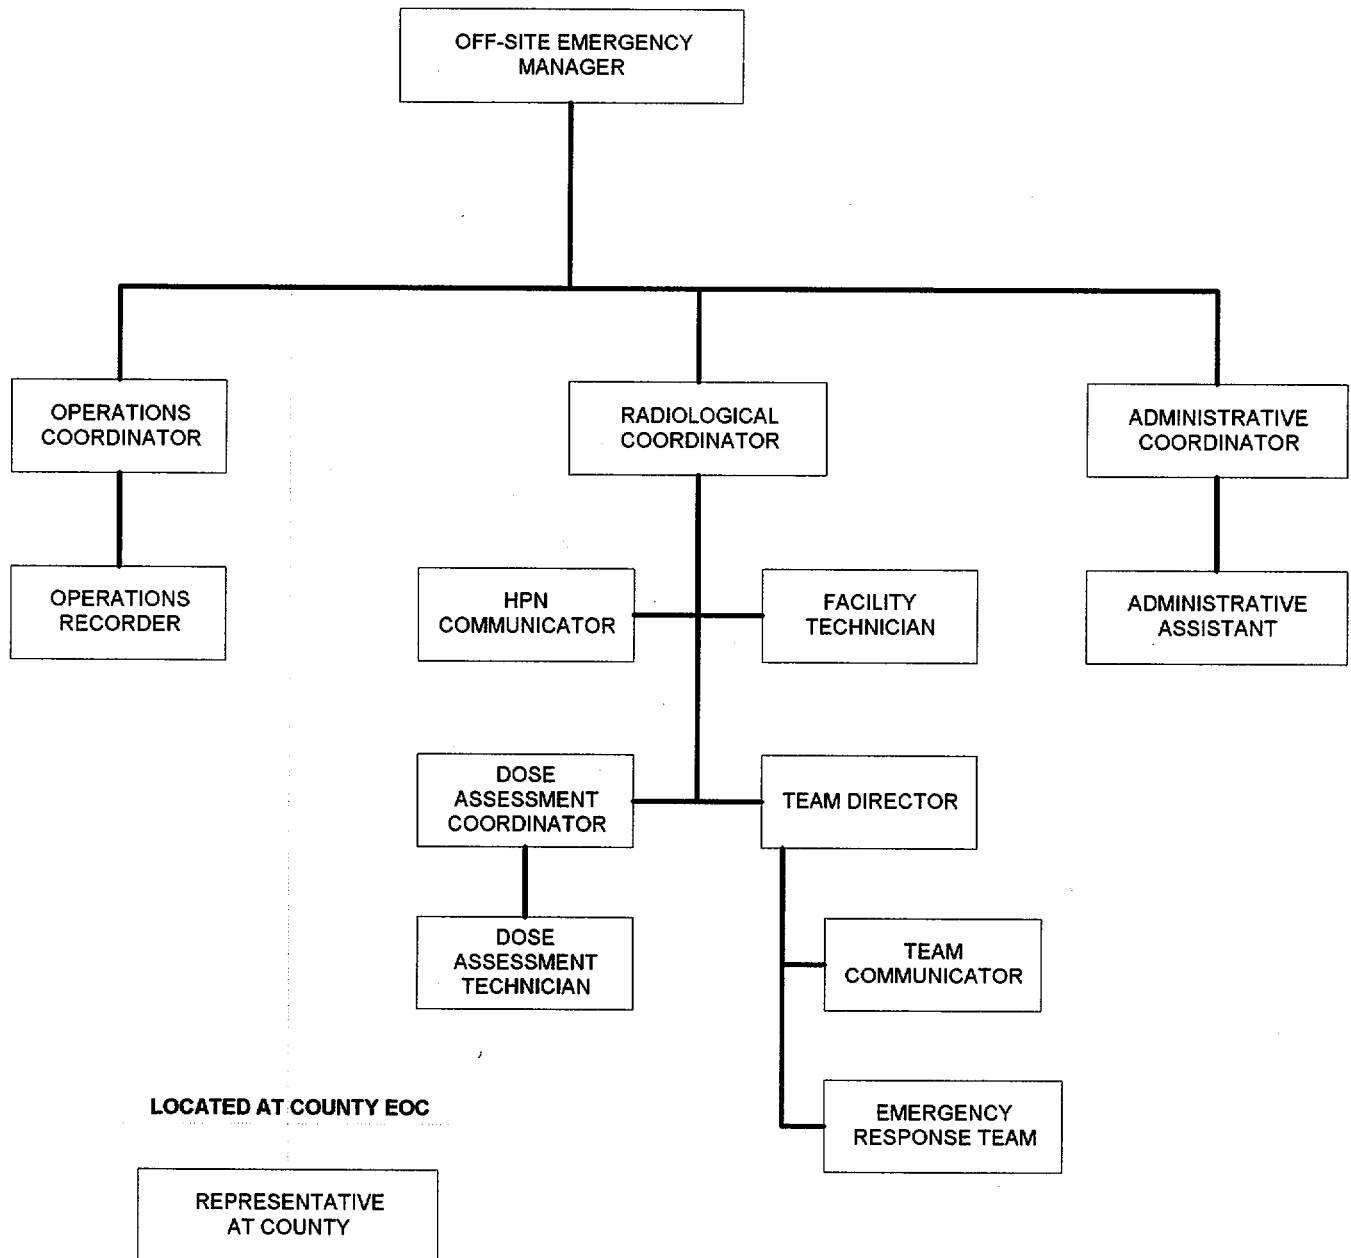 OFF-SITE EMERGENCY
MANAGER
OPERATIONS
COORDINATOR
RADIOLOGICAL
COORDINATOR
ADMINISTRATIVE
COORDINATOR
OPERATIONS
RECORDER
HPN
COMMUNICATOR
FACILITY
TECHNICIAN
ADMINISTRATIVE
ASSISTANT
DOSE
ASSESSMENT
COORDINATOR
TEAM DIRECTOR
DOSE
ASSESSMENT
TECHNICIAN
TEAM
COMMUNICATOR
LOCATED AT COUNTY EOC
EMERGENCY
RESPONSE TEAM
REPRESENTATIVE
AT COUNTY